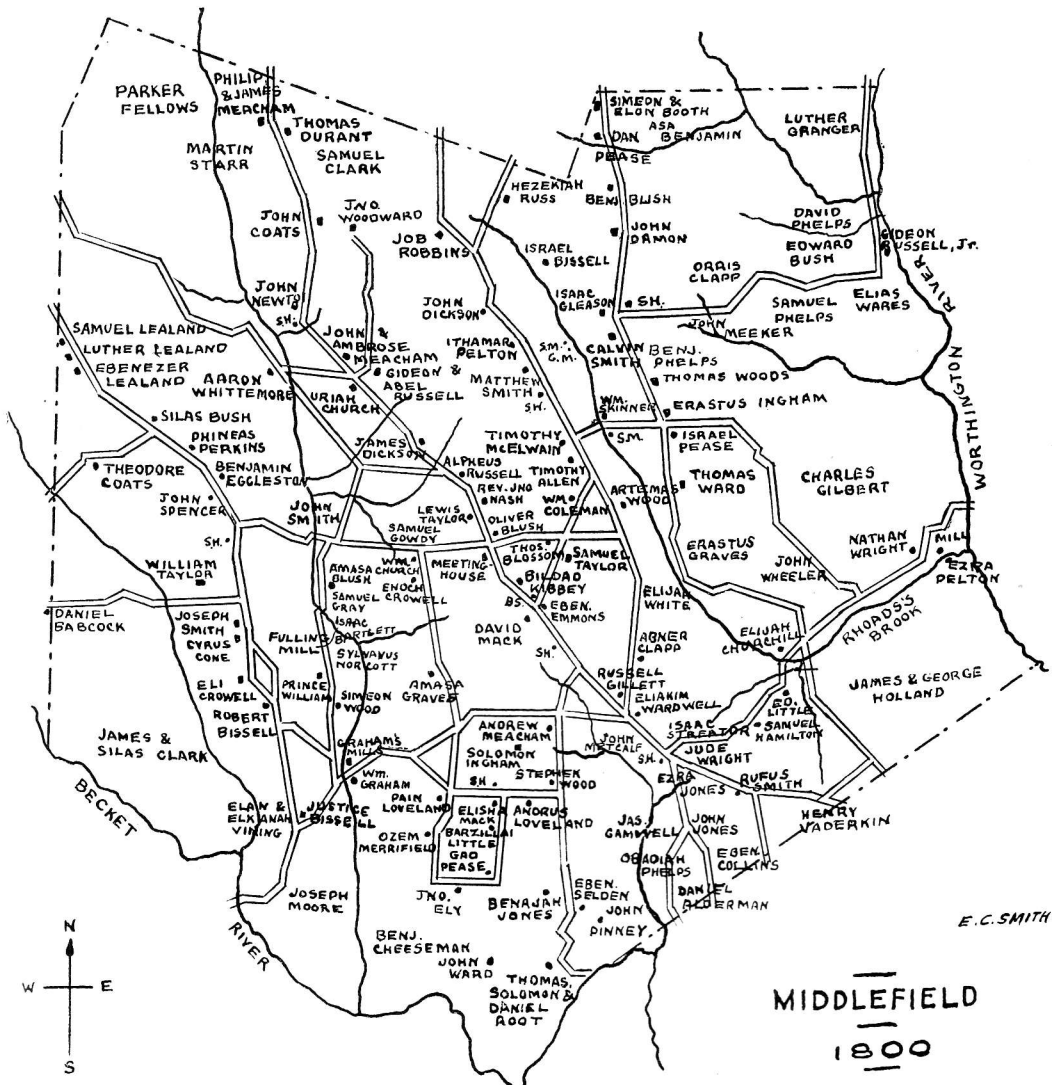 PARKER
FELLOWS
PHILIP
& JAMES
MEACHAM
MARTIN
STARR
THOMAS
DURANT
SAMUEL
CLARK
SIMEON &
ELON BOOTH
ASA
BENJAMIN
DAN
PEASE
LUTHER
GRANGER
HEZEKIAH
RUSS
BENJ. BLISH
JOHN
COATS
JNO.
WOODWARD
JOB
ROBBINS
JOHN
DAMON
ISRAEL
BISSELL
DAVID
PHELPS
EDWARD
BUSH
GIDEON
RUSSELL, Jr.
ORRIS
CLAPP
JOHN
NEWTON
S.H.
JOHN
DICKSON
ISAAC
GLEASON
S.H.
SAMUEL
PHELPS
ELIAS
WARES
WORTHINGTON RIVER
SAMUEL LEALAND
LUTHER LEALAND
EBENEZER
LEALAND
JOHN &
AMBROSE
MEACHAM
ITHAMAR
PELTON
S.M.
G.M.
CALVIN
SMITH
JOHN
MEEKER
BENJ.
PHELPS
AARON
WHITTEMORE
URIAH
CHURCH
GIDEON &
ABEL
RUSSELL
MATTHEW
SMITH
S.H.
THOMAS WOODS
WM.
SKINNER
ERASTUS INGHAM
SILAS BUSH
PHINEAS
PERKINS
JAMES
DICKSON
TIMOTHY
McELWAIN
S.M.
ISRAEL
PEASE
THEODORE
COATS
BENJAMIN
EGGLESTON
ALPHEUS
RUSSELL
TIMOTHY
ALLEN
THOMAS
WARD
CHARLES
GILBERT
JOHN
SPENCER
JOHN
SMITH
REV. JNO
NASH
WM.
COLEMAN
ARTEMAS
WOOD
LEWIS
TAYLOR
SAMUEL
GOWDY
OLIVER
BLUSH
S.H.
WILLIAM
TAYLOR
WM.
CHURCH
AMASA
BLUSH
ENOCH
CROWELL
MEETING-
HOUSE
THOS.
BLOSSOM
SAMUEL
TAYLOR
ERASTUS
GRAVES
NATHAN
WRIGHT
MILL
EZRA
PELTON
JOHN
WHEELER
DANIEL
BABCOCK
JOSEPH
SMITH
CYRUS
CONE
SAMUEL
GRAY
ISAAC
BARTLETT
FULLING
MILL
BILDAD
KIBBEY
BS.
EBEN.
EMMONS
ELIJAH
WHITE
DAVID
MACK
S.H.
ELIJAH
CHURCHILL
RHOADS'S
BROOK
SYLVANUS
NORCOTT
ABNER
CLAPP
ELI
CROWELL
PRINCE
WILLIAM
SIMEON
WOOD
AMASA
GRAVES
RUSSELL
GILLETT
ELIAKIM
WARDWELL
JAMES & GEORGE
HOLLAND
ROBERT
BISSELL
ED. LITTLE
SAMUEL
HAMILTON
ISAAC
STREATOR
JAMES &
SILAS CLARK
GRAHAM'S
MILLS
ANDREW
MEACHAM
SOLOMON
INGHAM
JOHN
METCALF
S.H.
JUDE
WRIGHT
BECKET
RIVER
WM.
GRAHAM
S.H.
STEPHEN
WOOD
EZRA
JONES
RUFUS
SMITH
ELAN &
ELKANAH
VINING
JUSTICE
BISSELL
PAIN
LOVELAND
ELISHA
MACK
ANDRUS
LOVELAND
HENRY
VADERKIN
OZEM
MERRIFIELD
BARZILLAI
LITTLE
GAD
PEASE
JAS.
GAMWELL
JOHN
JONES
OBADIAH
PHELPS
EBEN.
COLLINS
JOSEPH
MOORE
JNO.
ELY
BENAJAH
JONES
EBEN.
SELDEN
JOHN
PINNEY
DANIEL
ALDERMAN
BENJ.
CHEESEMAN
JOHN
WARD
THOMAS,
SOLOMON &
DANIEL
ROOT
E.C. SMITH
N
W
E
S
MIDDLEFIELD
1800